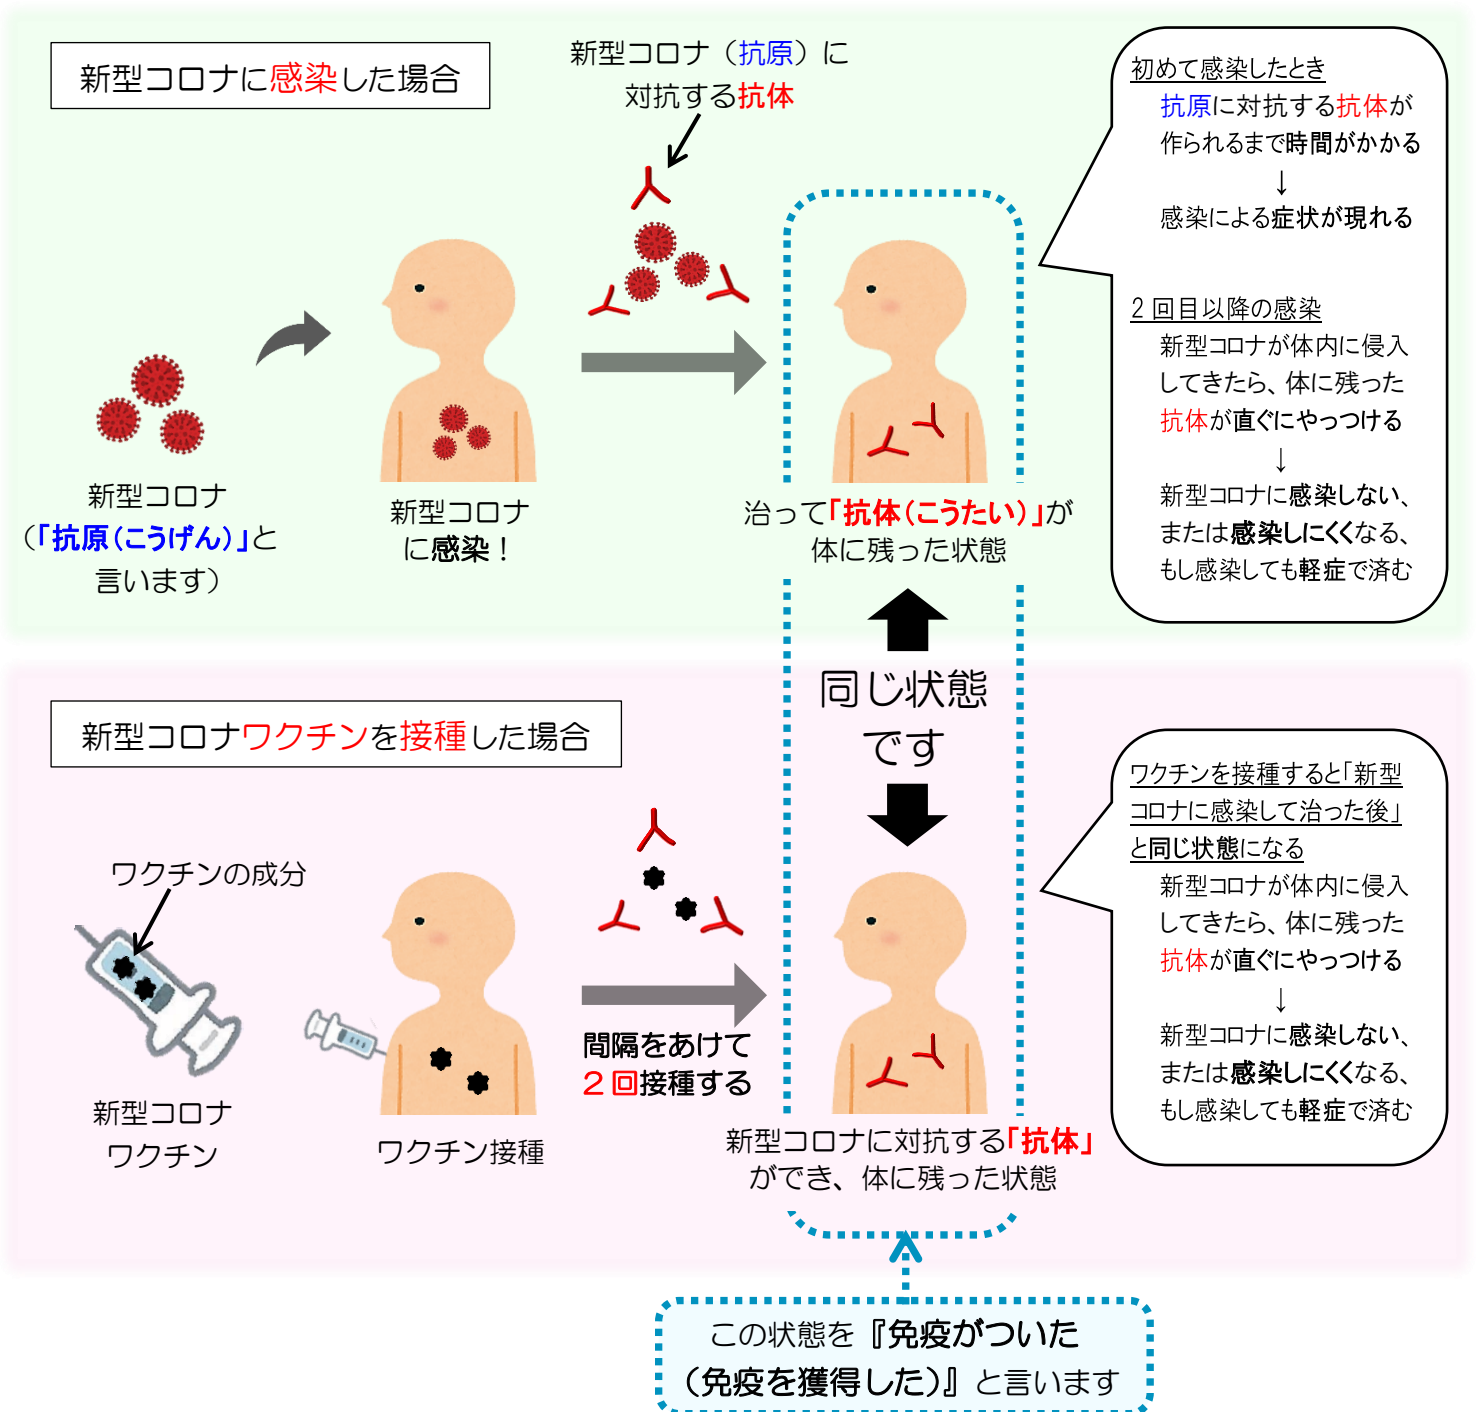 新型コロナに感染した場合
新型コロナ（抗原）に
対抗する抗体
新型コロナ
（「抗原（こうげん）」と
言います）
新型コロナ
に感染！
治って「抗体（こうたい）」が
体に残った状態
初めて感染したとき
抗原に対抗する抗体が
作られるまで時間がかかる
↓
感染による症状が現れる
２回目以降の感染
新型コロナが体内に侵入
してきたら、体に残った
抗体が直ぐにやっつける
↓
新型コロナに感染しない、
または感染しにくくなる、
もし感染しても軽症で済む
同じ状態
です
新型コロナワクチンを接種した場合
ワクチンの成分
新型コロナ
ワクチン
ワクチン接種
間隔をあけて
２回接種する
新型コロナに対抗する「抗体」
ができ、体に残った状態
ワクチンを接種すると「新型
コロナに感染して治った後」
と同じ状態になる
新型コロナが体内に侵入
してきたら、体に残った
抗体が直ぐにやっつける
↓
新型コロナに感染しない、
または感染しにくくなる、
もし感染しても軽症で済む
この状態を『免疫がついた
（免疫を獲得した）』と言います